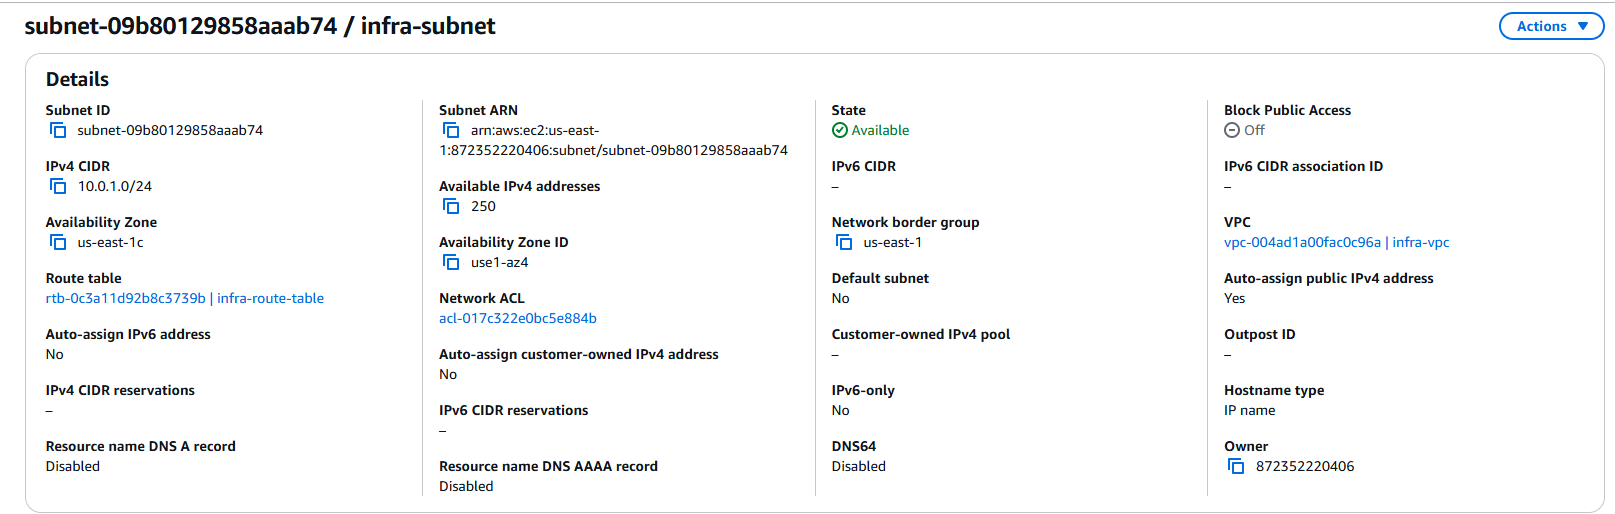 subnet-09b80129858aaab74 / infra-subnet
Actions
Details
Subnet ID
subnet-09b80129858aaab74
IPv4 CIDR
10.0.1.0/24
Availability Zone
us-east-1c
Route table
rtb-0c3a11d92b8c3739b | infra-route-table
Auto-assign IPv6 address
No
IPv4 CIDR reservations
–
Resource name DNS A record
Disabled
Subnet ARN
arn:aws:ec2:us-east-
1:872352220406:subnet/subnet-09b80129858aaab74
Available IPv4 addresses
250
Availability Zone ID
use1-az4
Network ACL
acl-017c322e0bc5e884b
Auto-assign customer-owned IPv4 address
No
IPv6 CIDR reservations
–
Resource name DNS AAAA record
Disabled
State
Available
IPv6 CIDR
–
Network border group
us-east-1
Default subnet
No
Customer-owned IPv4 pool
–
IPv6-only
No
DNS64
Disabled
Block Public Access
Off
IPv6 CIDR association ID
–
VPC
vpc-004ad1a00fac0c96a | infra-vpc
Auto-assign public IPv4 address
Yes
Outpost ID
–
Hostname type
IP name
Owner
872352220406